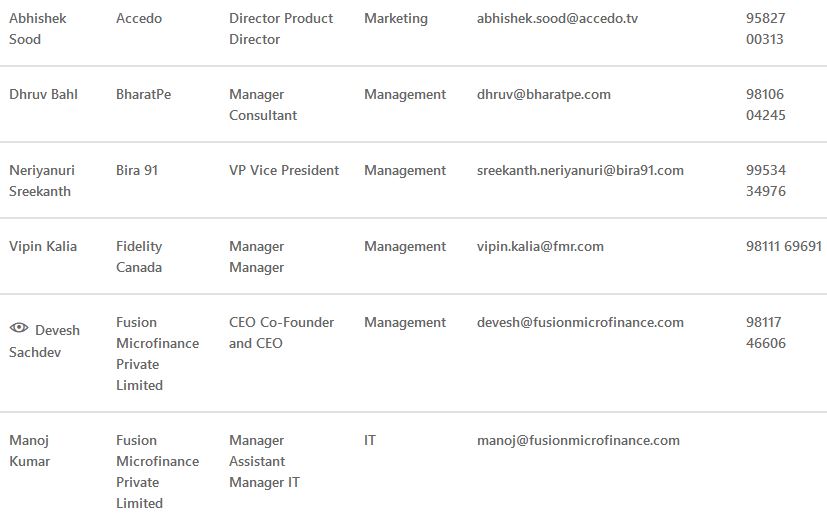 Abhishek Accedo Director Product Marketing abhishek.sood@accedo.tv 95827
Sood Director 00313
Dhruv Bahl BharatPe Manager Management dhruv@bharatpe.com 98106
Consultant 04245
Neriyanuri Bira 91 VP Vice President Management sreekanth.neriyanuri@bira91.com 99534
Sreekanth 34976
Vipin Kalia Fidelity Manager Management vipin.kalia@fmr.com 98111 69691
Canada Manager
Devesh Fusion CEO Co-Founder Management devesh@fusionmicrofinance.com 98117
Sachdev Microfinance and CEO 46606
Private
Limited
Manoj Fusion Manager IT manoj@fusionmicrofinance.com
Kumar Microfinance Assistant
Private Manager IT
Limited